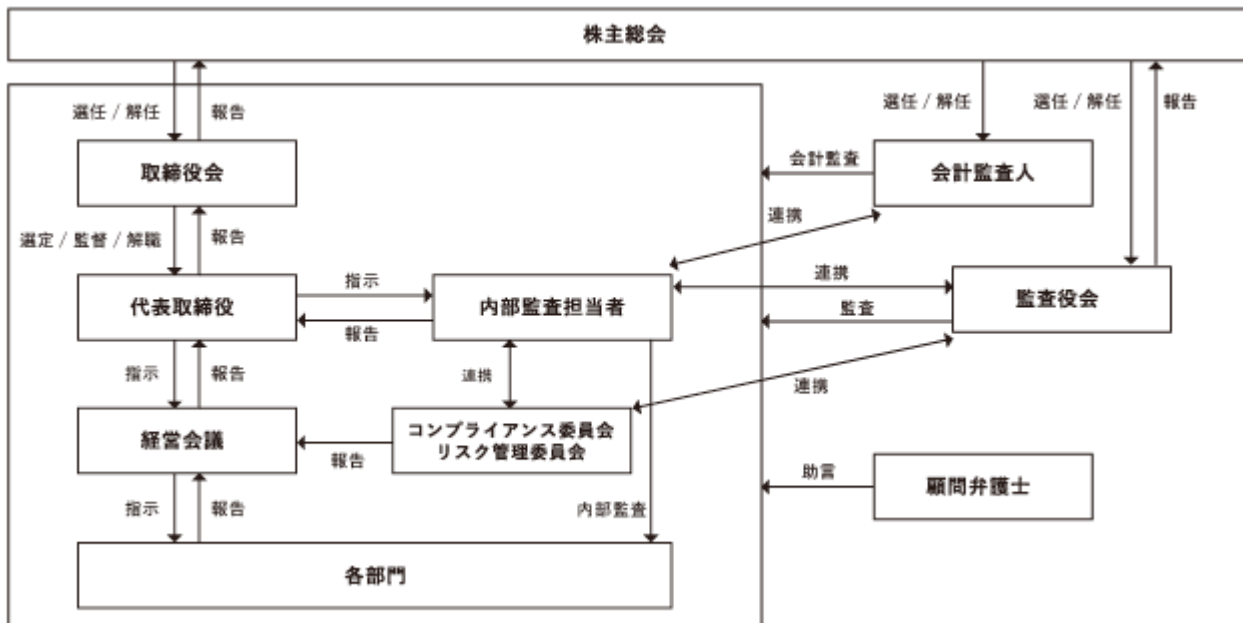 株主総会
選任 / 解任
報告
選任 / 解任
選任 / 解任
報告
取締役会
会計監査
会計監査人
連携
選定 / 監督 / 解職
報告
代表取締役
指示
報告
内部監査担当者
連携
監査
監査役会
指示
報告
連携
連携
経営会議
報告
コンプライアンス委員会
リスク管理委員会
助言
顧問弁護士
指示
報告
内部監査
各部門